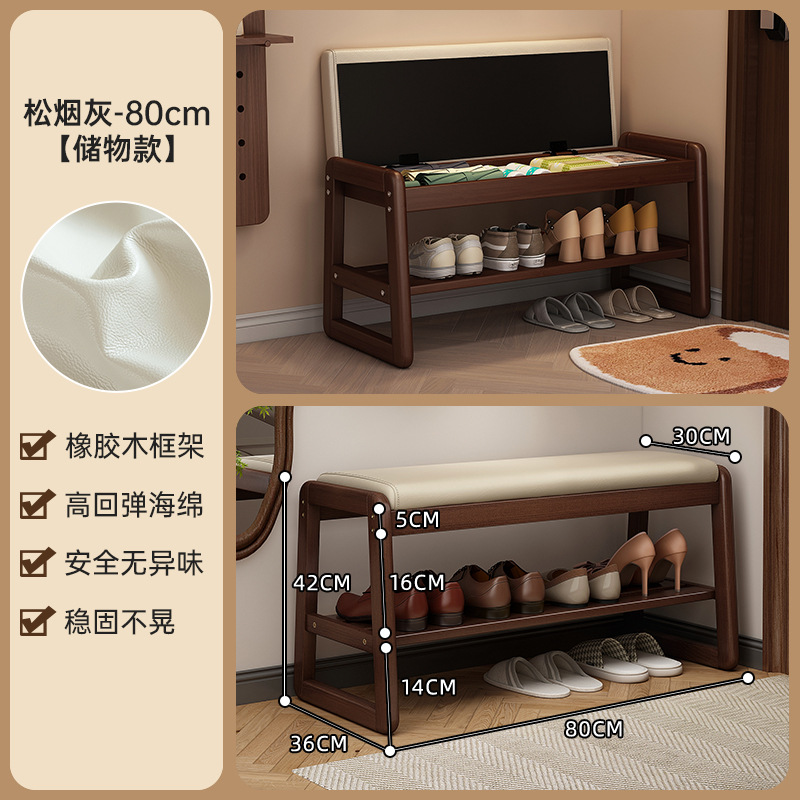 松烟灰-80cm
【储物款】
橡胶木框架
高回弹海绵
安全无异味
稳固不晃
30CM
5CM
42CM
16CM
14CM
36CM
80CM